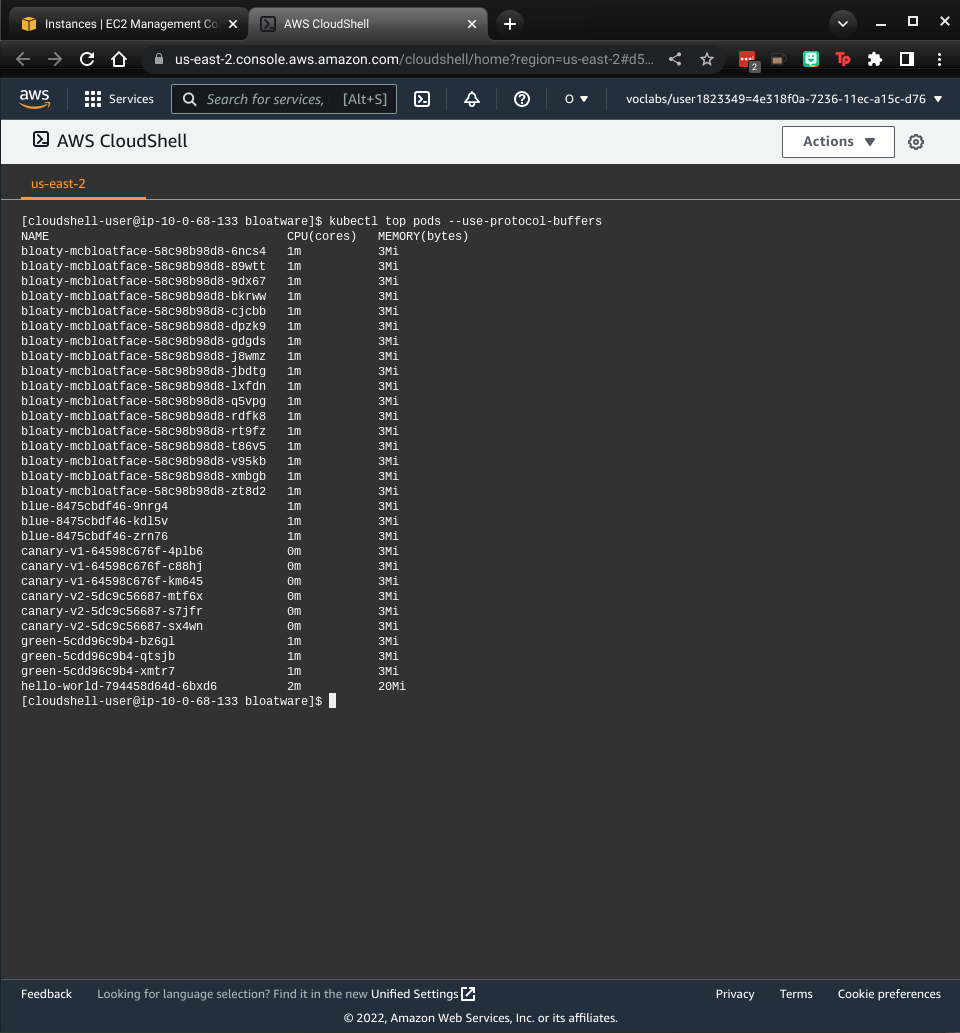 Instances | EC2 Management Co
AWS CloudShell
us-east-2.console.aws.amazon.com/cloudshell/home?region=us-east-2#d5...
2
Tp
aws
Services
Search for services,
[Alt+S]
O
voclabs/user1823349=4e318f0a-7236-11ec-a15c-d76
AWS CloudShell
Actions
us-east-2
[cloudshell-user@ip-10-0-68-133 bloatware]$ kubectl top pods --use-protocol-buffers
NAME CPU(cores) MEMORY(bytes)
bloaty-mcbloatface-58c98b98d8-6ncs4 1m 3Mi
bloaty-mcbloatface-58c98b98d8-89wtt 1m 3Mi
bloaty-mcbloatface-58c98b98d8-9dx67 1m 3Mi
bloaty-mcbloatface-58c98b98d8-bkrww 1m 3Mi
bloaty-mcbloatface-58c98b98d8-cjcbb 1m 3Mi
bloaty-mcbloatface-58c98b98d8-dpzk9 1m 3Mi
bloaty-mcbloatface-58c98b98d8-gdgds 1m 3Mi
bloaty-mcbloatface-58c98b98d8-j8wmz 1m 3Mi
bloaty-mcbloatface-58c98b98d8-jbdtg 1m 3Mi
bloaty-mcbloatface-58c98b98d8-lxfdn 1m 3Mi
bloaty-mcbloatface-58c98b98d8-q5vpg 1m 3Mi
bloaty-mcbloatface-58c98b98d8-rdfk8 1m 3Mi
bloaty-mcbloatface-58c98b98d8-rt9fz 1m 3Mi
bloaty-mcbloatface-58c98b98d8-t86v5 1m 3Mi
bloaty-mcbloatface-58c98b98d8-v95kb 1m 3Mi
bloaty-mcbloatface-58c98b98d8-xmbgb 1m 3Mi
bloaty-mcbloatface-58c98b98d8-zt8d2 1m 3Mi
blue-8475cbdf46-9nrg4 1m 3Mi
blue-8475cbdf46-kdl5v 1m 3Mi
blue-8475cbdf46-zrn76 1m 3Mi
canary-v1-64598c676f-4plb6 0m 3Mi
canary-v1-64598c676f-c88hj 0m 3Mi
canary-v1-64598c676f-km645 0m 3Mi
canary-v2-5dc9c56687-mtf6x 0m 3Mi
canary-v2-5dc9c56687-s7jfr 0m 3Mi
canary-v2-5dc9c56687-sx4wn 0m 3Mi
green-5cdd96c9b4-bz6gl 1m 3Mi
green-5cdd96c9b4-qtsjb 1m 3Mi
green-5cdd96c9b4-xmtr7 1m 3Mi
hello-world-794458d64d-6bxd6 2m 20Mi
[cloudshell-user@ip-10-0-68-133 bloatware]$
Feedback
Looking for language selection? Find it in the new Unified Settings
Privacy
Terms
Cookie preferences
© 2022, Amazon Web Services, Inc. or its affiliates.